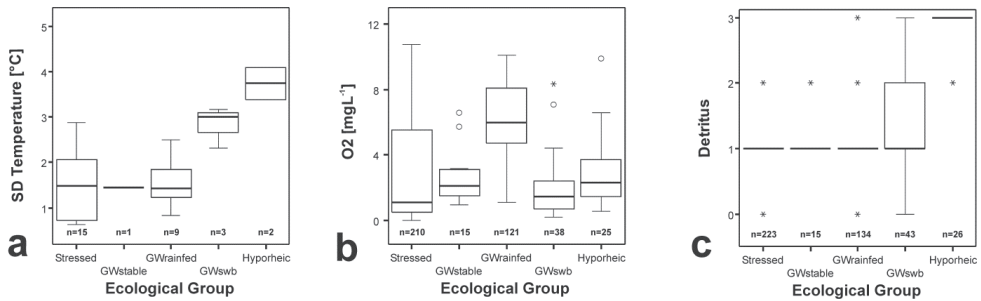 SD Temperature [°C]
5
4
3
2
1
n=15 n=1 n=9 n=3 n=2
Stressed GWstable GWrainfed GWswb Hyporheic
Ecological Group
a
O2 [mgL-1]
12
8
4
0
n=210 n=15 n=121 n=38 n=25
Stressed GWstable GWrainfed GWswb Hyporheic
Ecological Group
b
Detritus
3
2
1
0
n=223 n=15 n=134 n=43 n=26
Stressed GWstable GWrainfed GWswb Hyporheic
Ecological Group
c